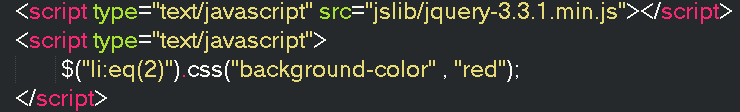 <script type="text/javascript" src="jslib/jquery-3.3.1.min.js"></script>
<script type="text/javascript">
$("li:eq(2)").css("background-color" , "red");
</script>